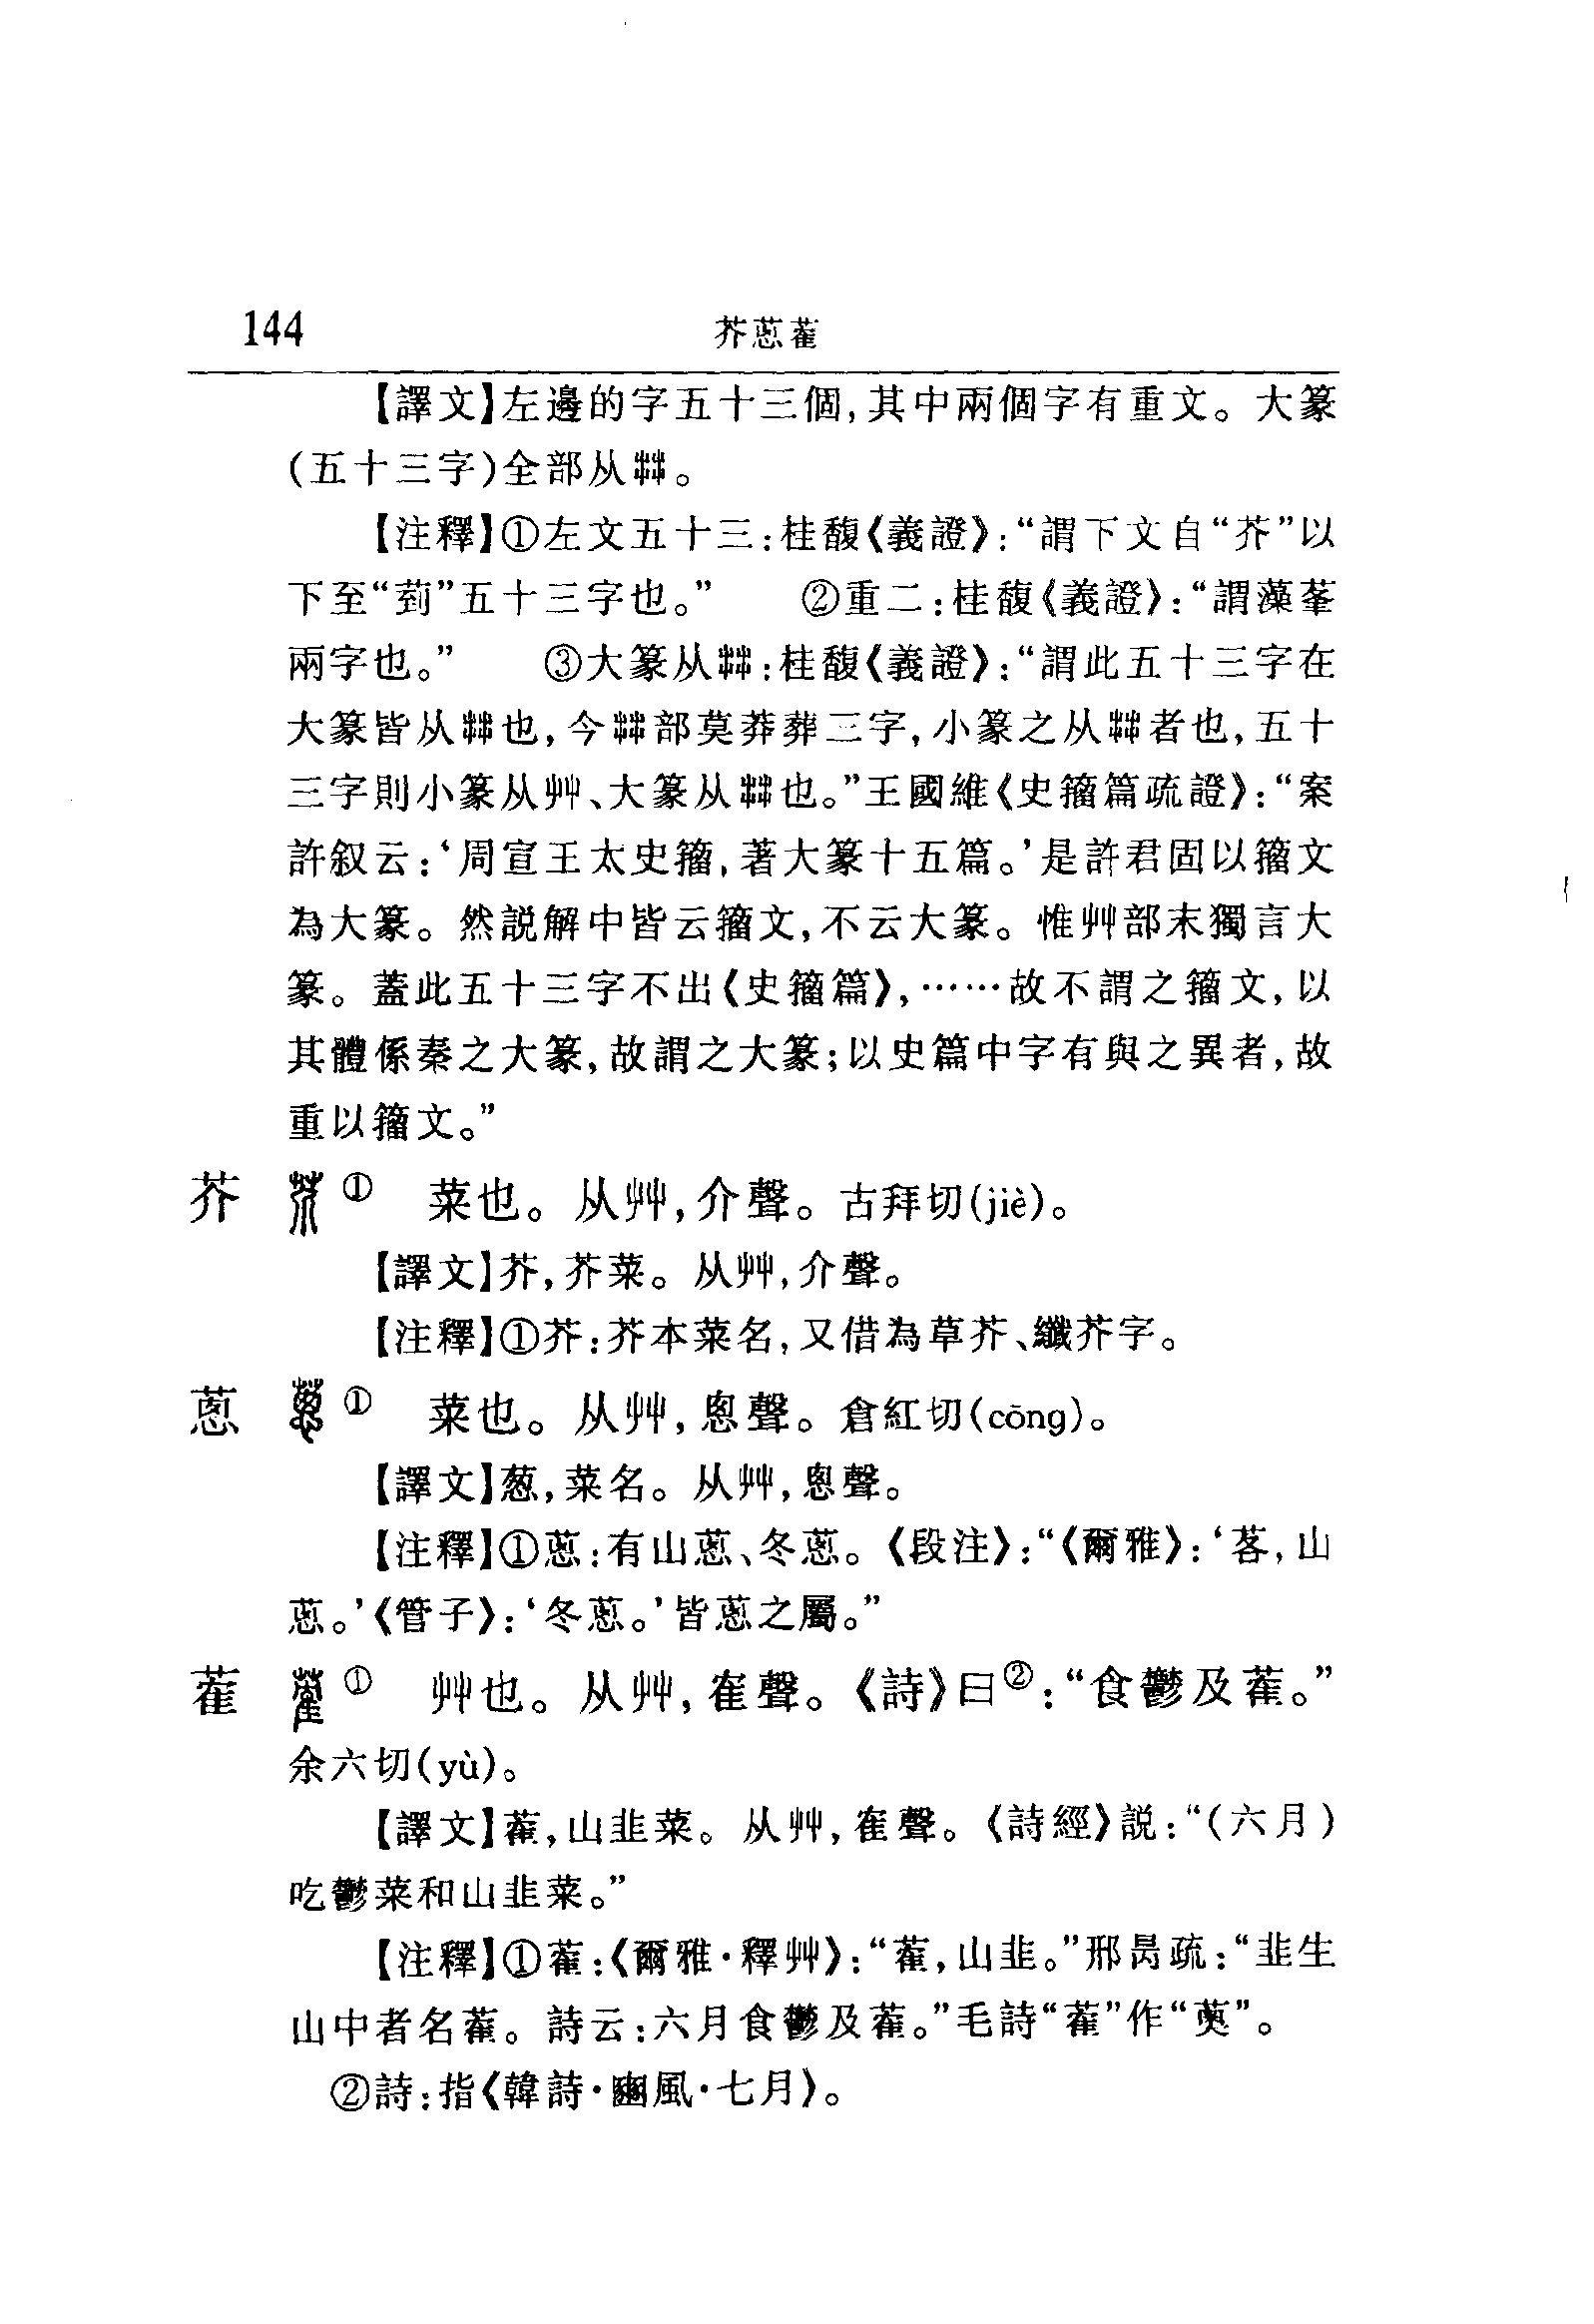 144
芥蔥蓶
【譯文】左邊的字五十三個,其中兩個字有重文。大篆
(五十三字)全部从茻。
【注釋】①左文五十三:桂馥《義證》:“謂下文自“芥”以
下至“菿”五十三字也。” ②重二:桂馥《義證》:“謂藻蓬
兩字也。” ③大篆从茻:桂馥《義證》:“謂此五十三字在
大篆皆从茻也,今茻部莫莽葬三字,小篆之从茻者也,五十
三字則小篆从艸、大篆从茻也。”王國維《史籀篇疏證》:“案
許叙云:‘周宣王太史籀,著大篆十五篇。’是許君固以籀文
為大篆。然説解中皆云籀文,不云大篆。惟艸部末獨言大
篆。蓋此五十三字不出《史籀篇》,……故不謂之籀文,以
其體係秦之大篆,故謂之大篆;以史篇中字有與之異者,故
重以籀文。”
芥 ① 菜也。从艸,介聲。古拜切(jiè)。
【譯文】芥,芥菜。从艸,介聲。
【注釋】①芥:芥本菜名,又借為草芥、纖芥字。
蔥 ① 菜也。从艸,悤聲。倉紅切(cōng)。
【譯文】葱,菜名。从艸,悤聲。
【注釋】①蔥:有山蔥、冬蔥。《段注》:“《爾雅》:‘茖,山
蔥。’《管子》:‘冬蔥。’皆蔥之屬。”
蒮 ① 艸也。从艸,隺聲。《詩》曰②:“食鬱及蒮。”
余六切(yù)。
【譯文】蒮,山韭菜。从艸,隺聲。《詩經》説:“(六月)
吃鬱菜和山韭菜。”
【注釋】①蒮:《爾雅·釋艸》:“蒮,山韭。”邢昺疏:“韭生
山中者名蒮。詩云:六月食鬱及蒮。”毛詩“蒮”作“薁”。
②詩:指《韓詩·豳風·七月》。